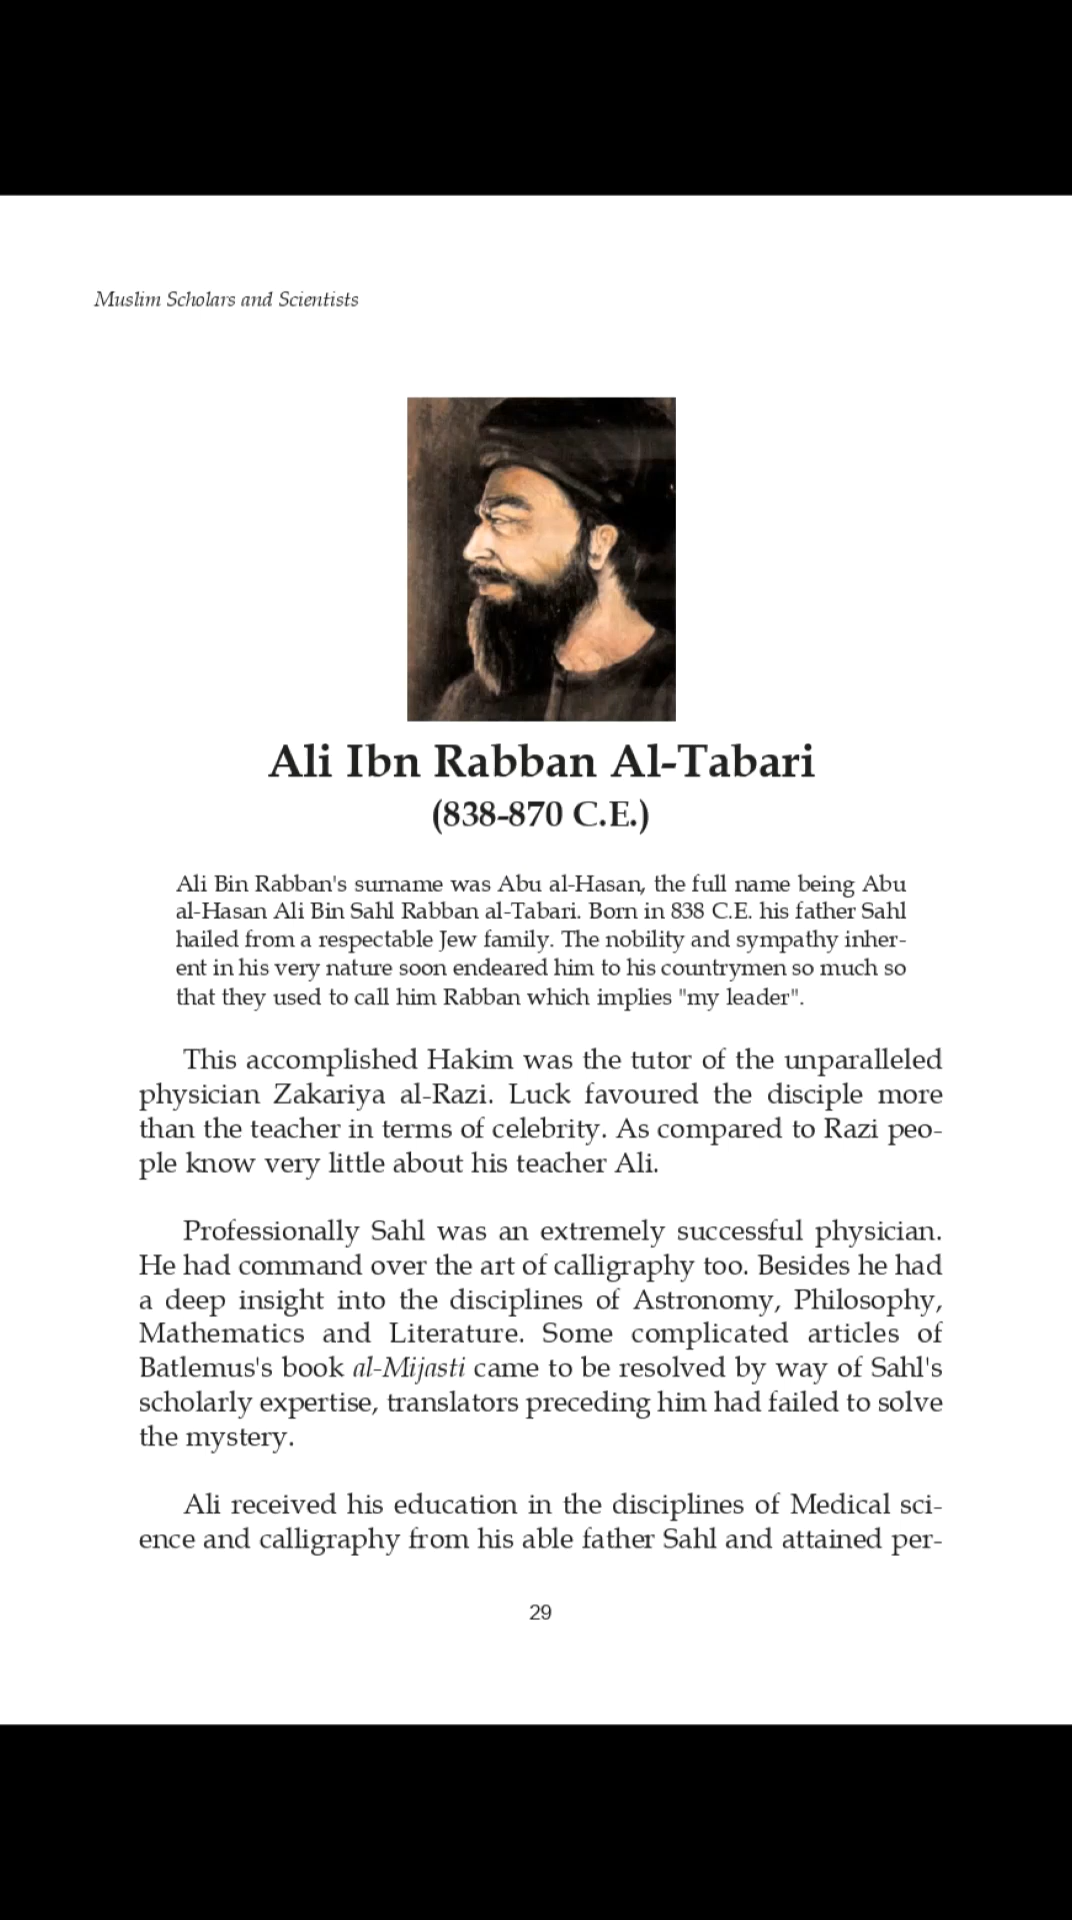 Muslim Scholars and Scientists
Ali Ibn Rabban Al-Tabari
(838-870 C.E.)
Ali Bin Rabban's surname was Abu al-Hasan, the full name being Abu
al-Hasan Ali Bin Sahl Rabban al-Tabari. Born in 838 C.E. his father Sahl
hailed from a respectable Jew family. The nobility and sympathy inher-
ent in his very nature soon endeared him to his countrymen so much so
that they used to call him Rabban which implies "my leader".
This accomplished Hakim was the tutor of the unparalleled
physician Zakariya al-Razi. Luck favoured the disciple more
than the teacher in terms of celebrity. As compared to Razi peo-
ple know very little about his teacher Ali.
Professionally Sahl was an extremely successful physician.
He had command over the art of calligraphy too. Besides he had
a deep insight into the disciplines of Astronomy, Philosophy,
Mathematics and Literature. Some complicated articles of
Batlemus's book al-Mijasti came to be resolved by way of Sahl's
scholarly expertise, translators preceding him had failed to solve
the mystery.
Ali received his education in the disciplines of Medical sci-
ence and calligraphy from his able father Sahl and attained per-
29